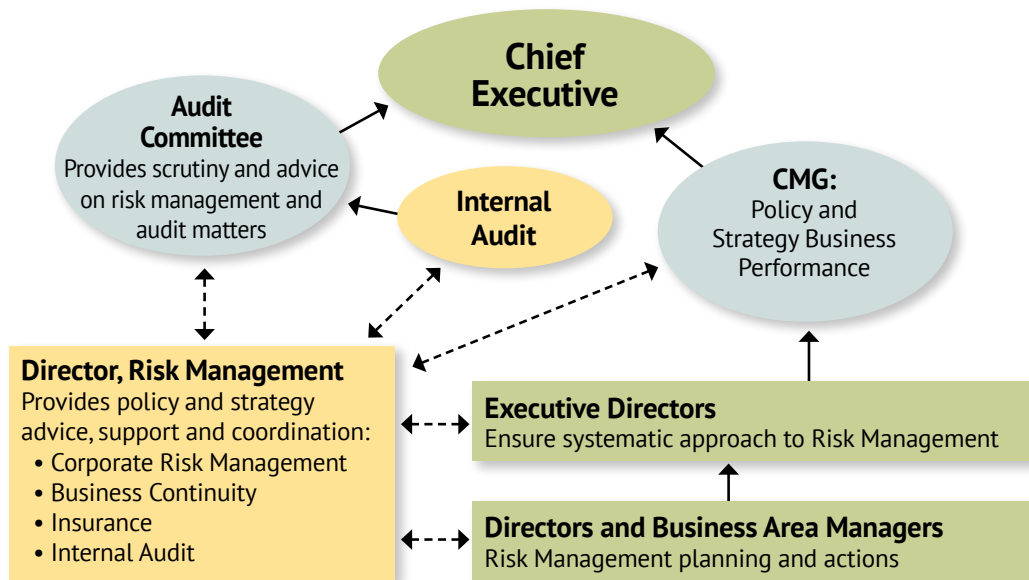 Chief
Executive
Audit
Committee
Provides scrutiny and advice
on risk management and
audit matters
Internal
Audit
CMG:
Policy and
Strategy Business
Performance
Director, Risk Management
Provides policy and strategy
advice, support and coordination:
• Corporate Risk Management
• Business Continuity
• Insurance
• Internal Audit
Executive Directors
Ensure systematic approach to Risk Management
Directors and Business Area Managers
Risk Management planning and actions